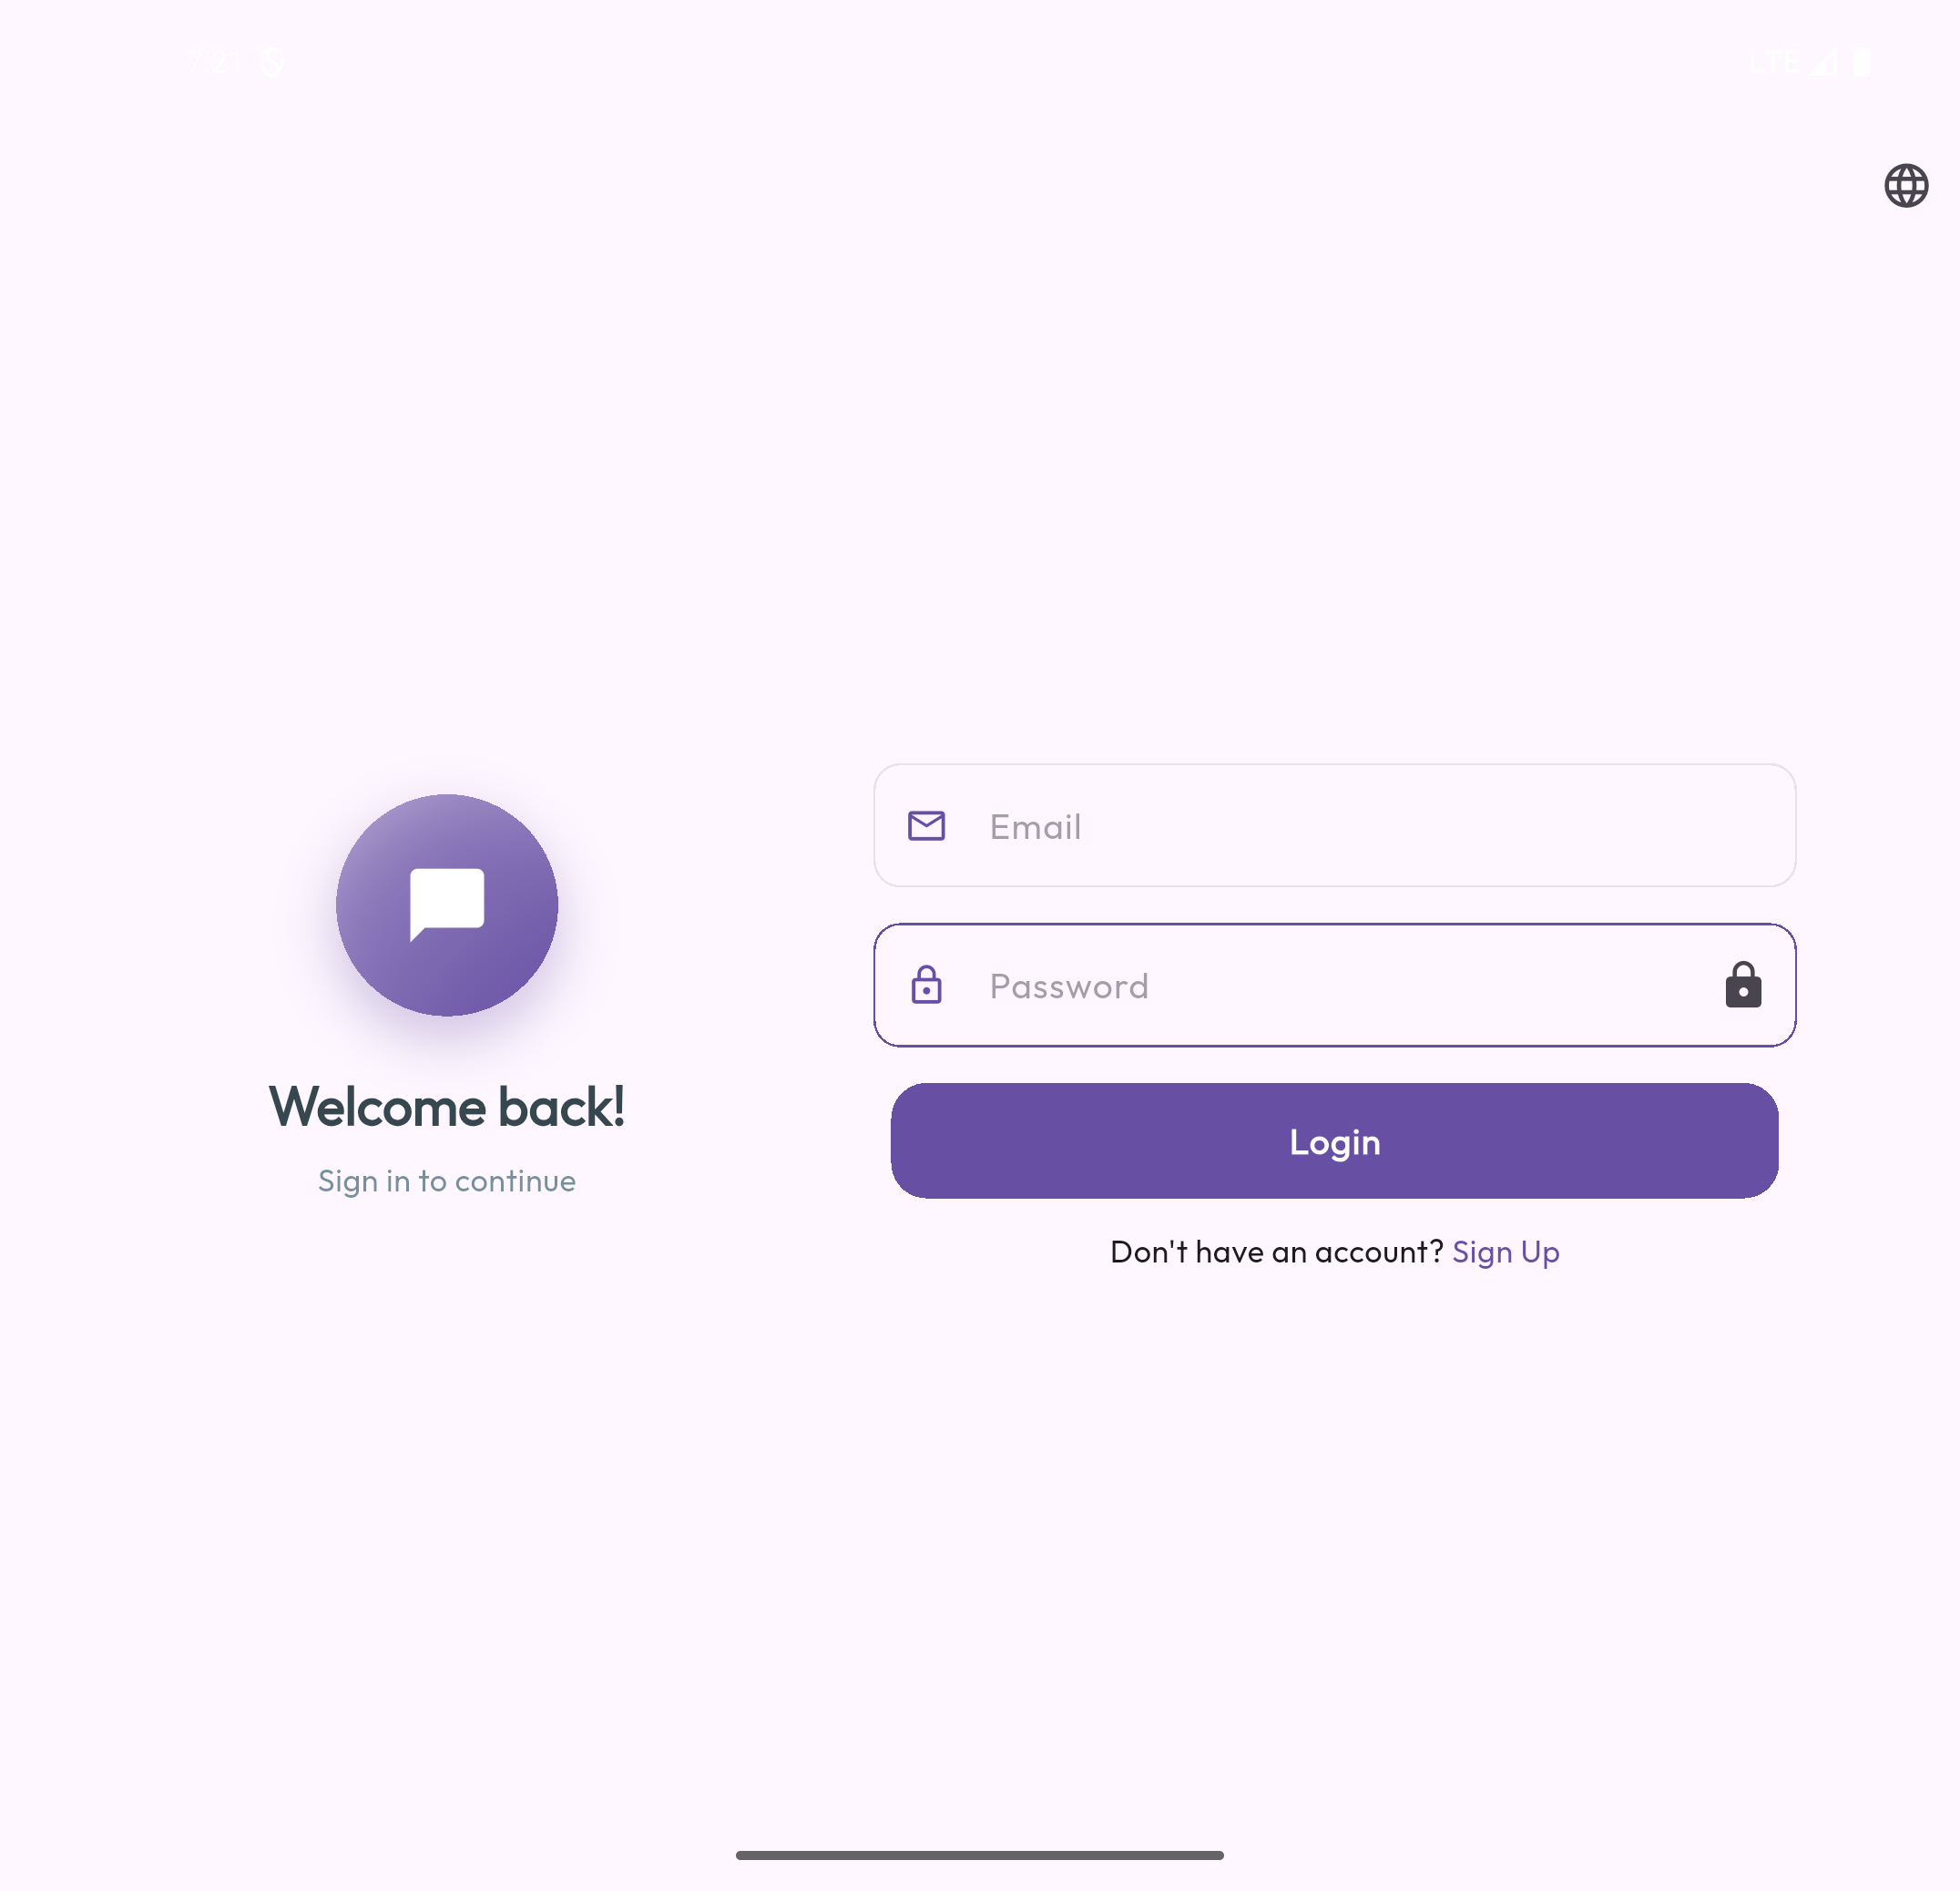 7:21
LTE
Welcome back!
Sign in to continue
Email
Password
Login
Don't have an account? Sign Up